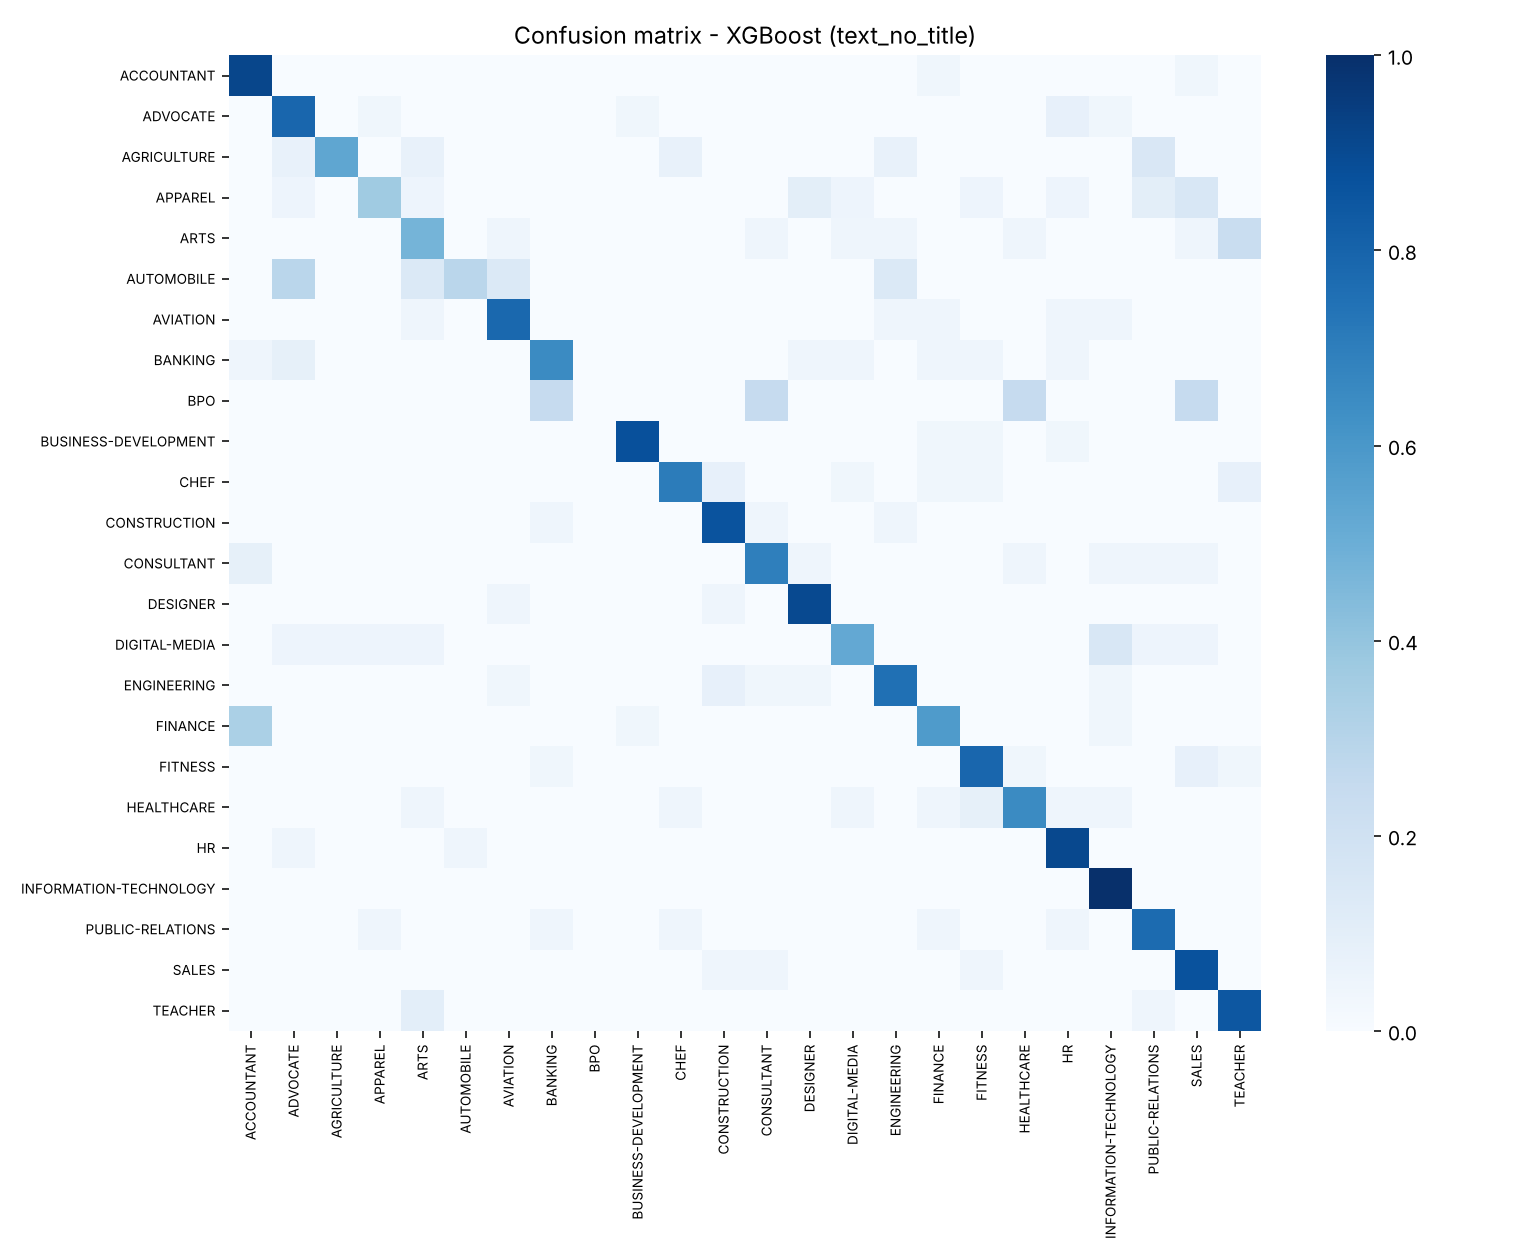 Confusion matrix - XGBoost (text_no_title)
ACCOUNTANT
ADVOCATE
AGRICULTURE
APPAREL
ARTS
AUTOMOBILE
AVIATION
BANKING
BPO
BUSINESS-DEVELOPMENT
CHEF
CONSTRUCTION
CONSULTANT
DESIGNER
DIGITAL-MEDIA
ENGINEERING
FINANCE
FITNESS
HEALTHCARE
HR
INFORMATION-TECHNOLOGY
PUBLIC-RELATIONS
SALES
TEACHER
ACCOUNTANT
ADVOCATE
AGRICULTURE
APPAREL
ARTS
AUTOMOBILE
AVIATION
BANKING
BPO
BUSINESS-DEVELOPMENT
CHEF
CONSTRUCTION
CONSULTANT
DESIGNER
DIGITAL-MEDIA
ENGINEERING
FINANCE
FITNESS
HEALTHCARE
HR
INFORMATION-TECHNOLOGY
PUBLIC-RELATIONS
SALES
TEACHER
1.0
0.8
0.6
0.4
0.2
0.0